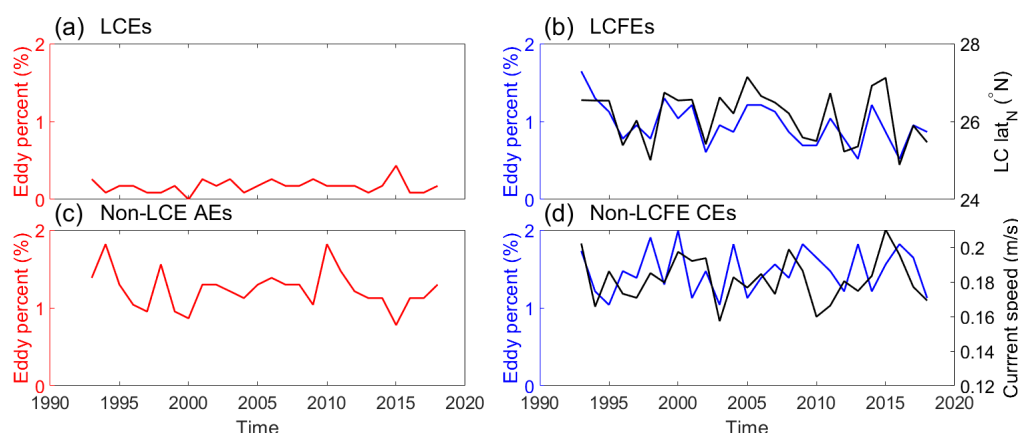 (a) LCEs
(b) LCFEs
Eddy percent (%)
2
1
0
Eddy percent (%)
2
1
0
28
26
24
LC lat_N (°N)
(c) Non-LCE AEs
(d) Non-LCFE CEs
Eddy percent (%)
2
1
0
1990 1995 2000 2005 2010 2015 2020
Time
Eddy percent (%)
2
1
0
0.2
0.18
0.16
0.14
0.12
Currrent speed (m/s)
1990 1995 2000 2005 2010 2015 2020
Time